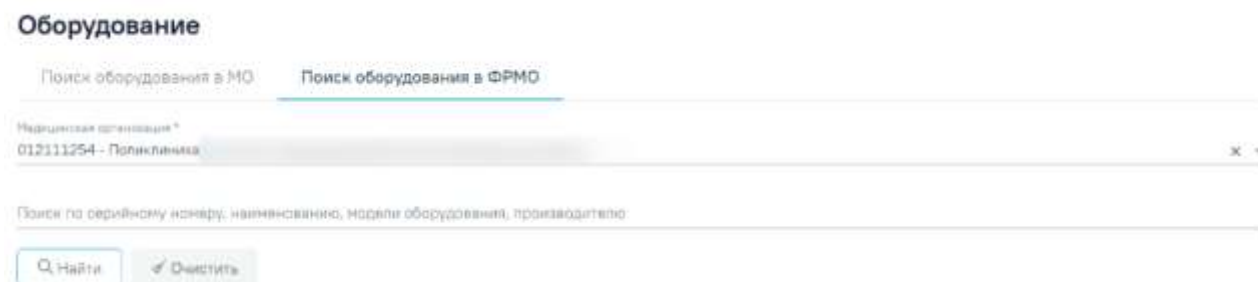 Оборудование
Поиск оборудования в МО Поиск оборудования в ФРМО
Медицинская организация *
012111254 - Поликлиника
Поиск по серийному номеру, наименованию, модели оборудования, производителю
Найти Очистить